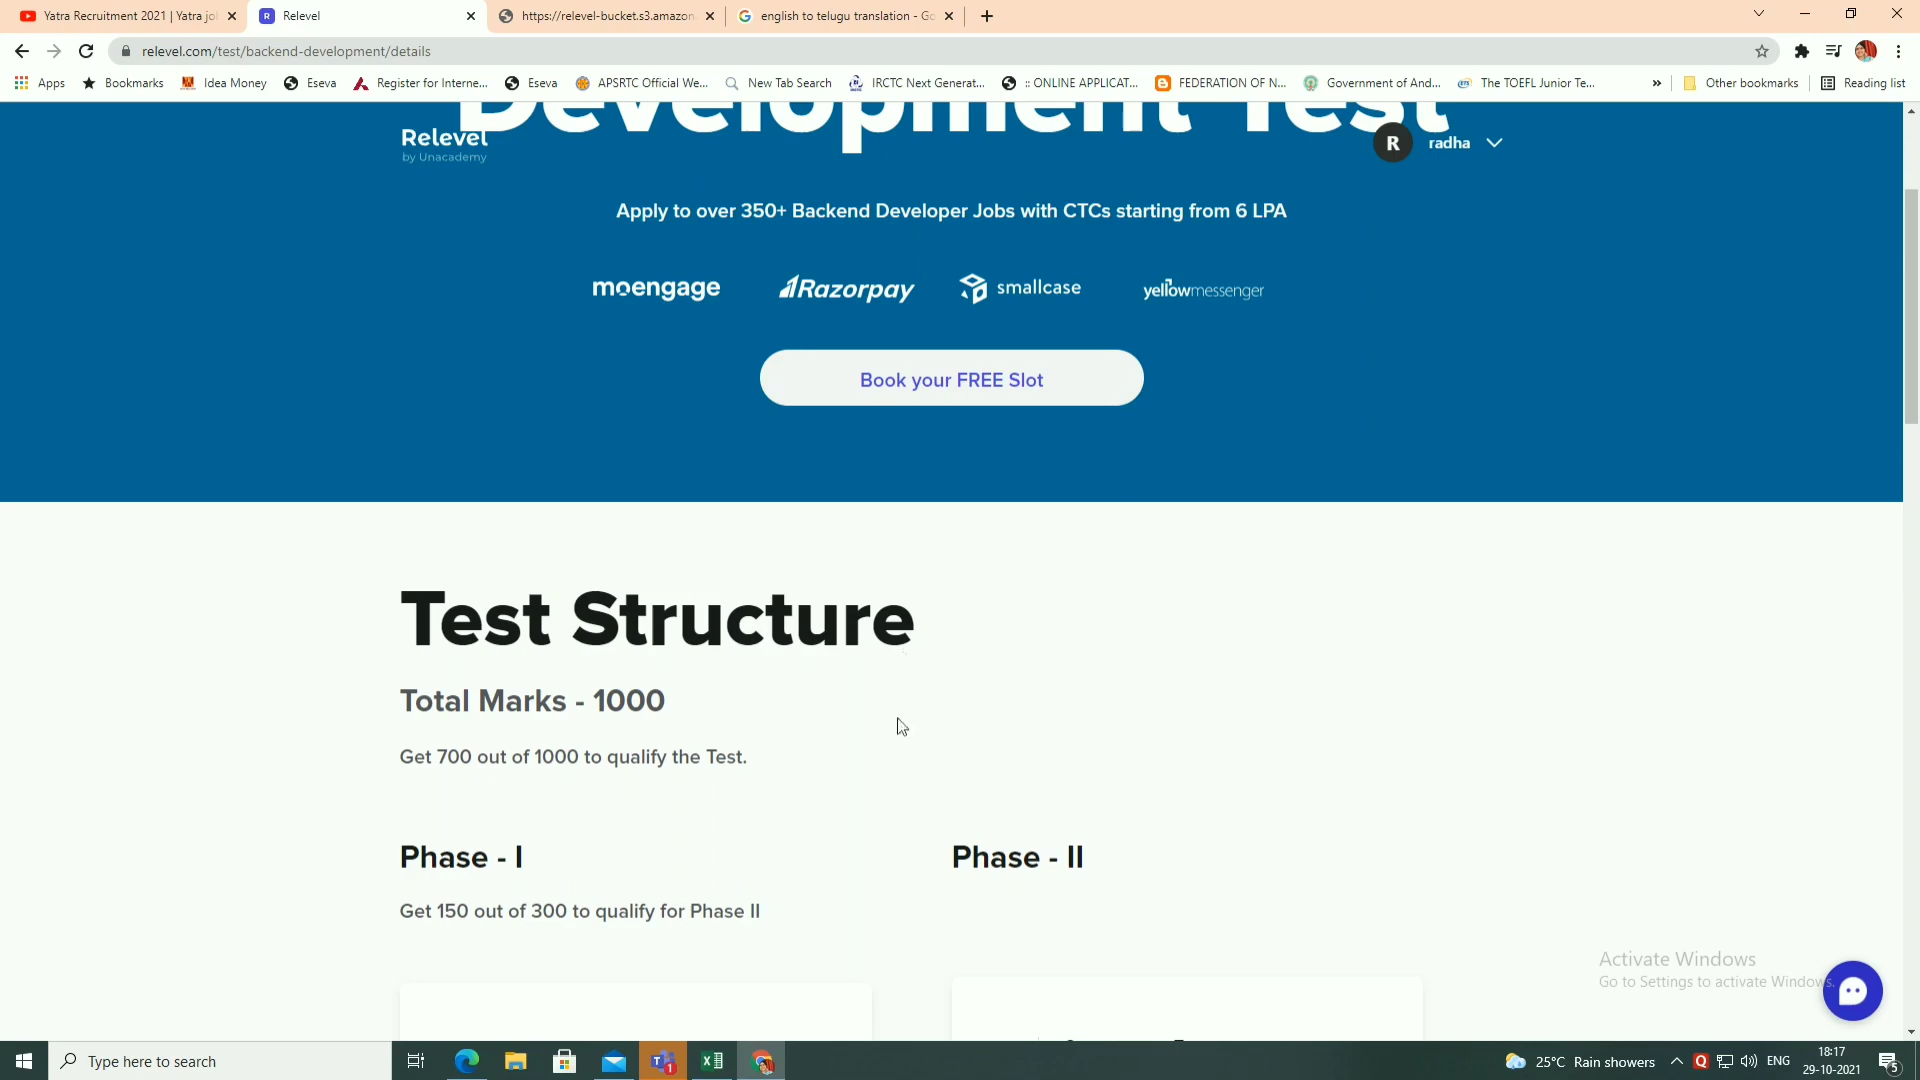 Yatra Recruitment 2021 | Yatra jo
Relevel
https://relevel-bucket.s3.amazon
english to telugu translation - Go
relevel.com/test/backend-development/details
Apps
Bookmarks
Idea Money
Eseva
Register for Interne...
Eseva
APSRTC Official We...
New Tab Search
IRCTC Next Generat...
:: ONLINE APPLICAT...
FEDERATION OF N...
Government of And...
The TOEFL Junior Te...
»
Other bookmarks
Reading list
Development Test
Relevel
by Unacademy
R
radha
Apply to over 350+ Backend Developer Jobs with CTCs starting from 6 LPA
moengage
Razorpay
smallcase
yellowmessenger
Book your FREE Slot
Test Structure
Total Marks - 1000
Get 700 out of 1000 to qualify the Test.
Phase - I
Phase - II
Get 150 out of 300 to qualify for Phase II
Activate Windows
Go to Settings to activate Windows.
Type here to search
25°C Rain showers
ENG
18:17
29-10-2021
5